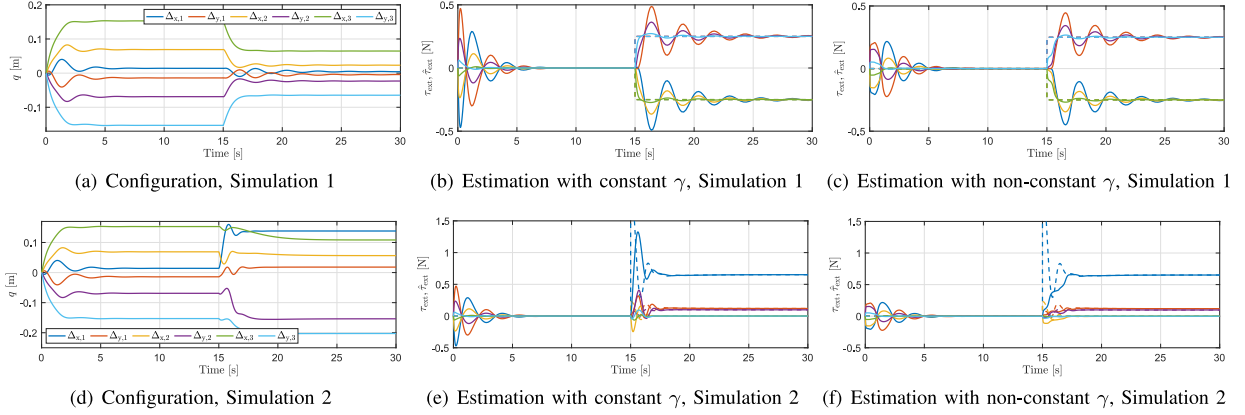 0.2
0.1
0
-0.1
q [m]
Δx,1 Δy,1 Δx,2 Δy,2 Δx,3 Δy,3
0 5 10 15 20 25 30
Time [s]
(a) Configuration, Simulation 1
0.5
0
-0.5
τext, τ̂ext [N]
0 5 10 15 20 25 30
Time [s]
(b) Estimation with constant γ, Simulation 1
0.5
0
-0.5
τext, τ̂ext [N]
0 5 10 15 20 25 30
Time [s]
(c) Estimation with non-constant γ, Simulation 1
0.1
0
-0.1
-0.2
q [m]
Δx,1 Δy,1 Δx,2 Δy,2 Δx,3 Δy,3
0 5 10 15 20 25 30
Time [s]
(d) Configuration, Simulation 2
1.5
1
0.5
0
-0.5
τext, τ̂ext [N]
0 5 10 15 20 25 30
Time [s]
(e) Estimation with constant γ, Simulation 2
1.5
1
0.5
0
-0.5
τext, τ̂ext [N]
0 5 10 15 20 25 30
Time [s]
(f) Estimation with non-constant γ, Simulation 2